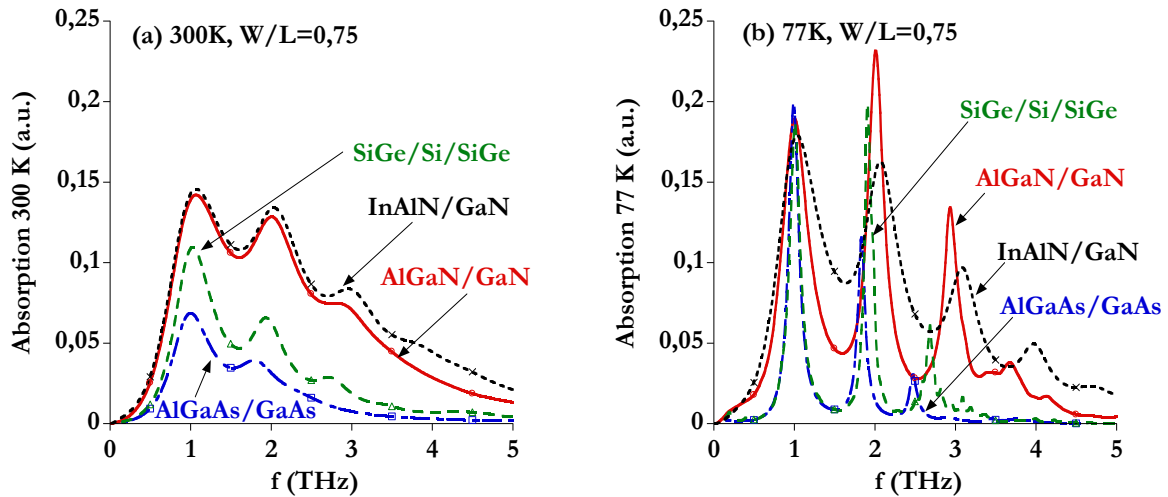 (a) 300K, W/L=0,75
Absorption 300 K (a.u.)
0,25
0,2
0,15
0,1
0,05
0
SiGe/Si/SiGe
InAlN/GaN
AlGaN/GaN
AlGaAs/GaAs
0 1 2 3 4 5
f (THz)
(b) 77K, W/L=0,75
Absorption 77 K (a.u.)
0,25
0,2
0,15
0,1
0,05
0
SiGe/Si/SiGe
AlGaN/GaN
InAlN/GaN
AlGaAs/GaAs
0 1 2 3 4 5
f (THz)